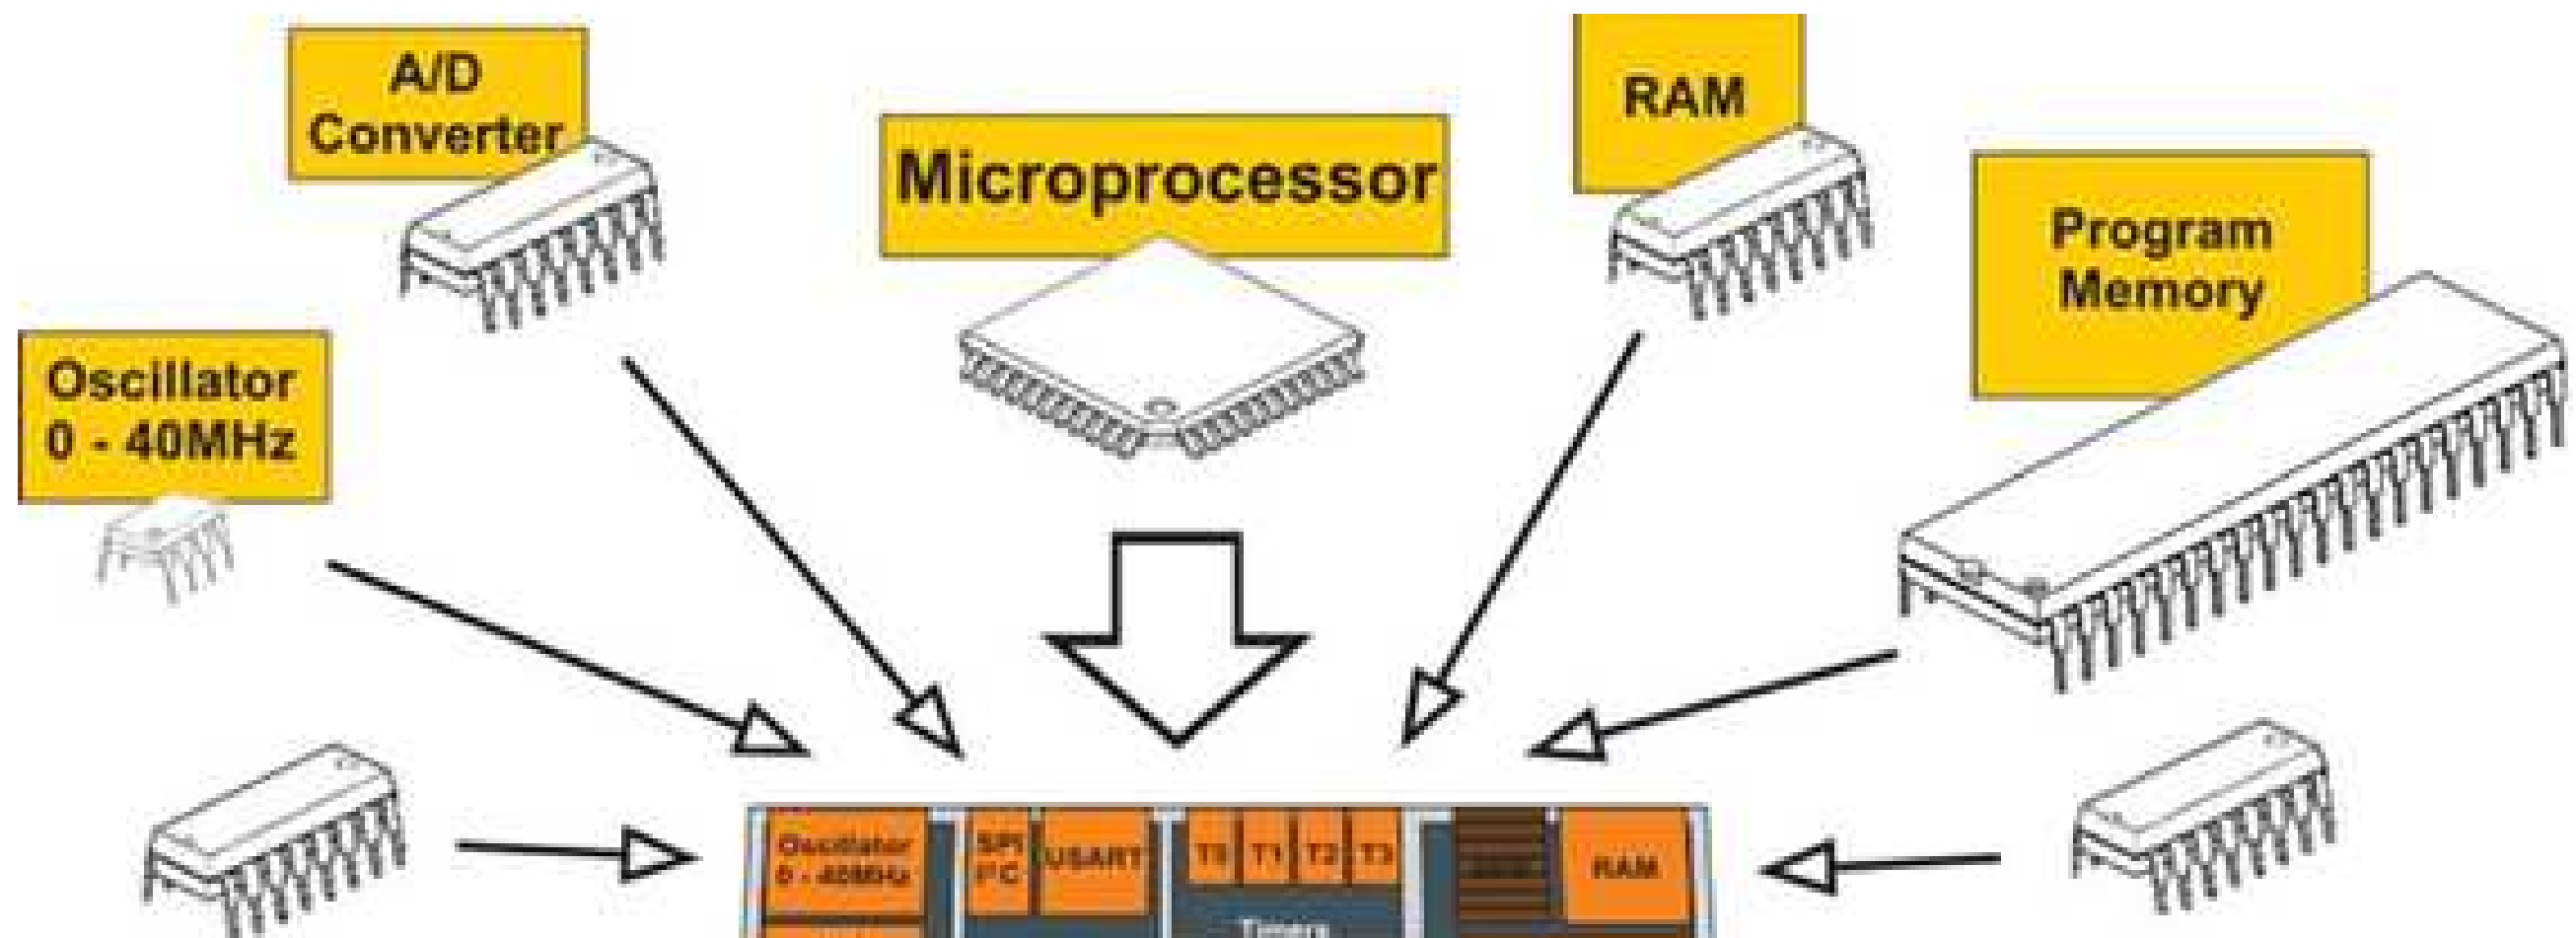 A/D
Converter
Microprocessor
RAM
Program
Memory
Oscillator
0 - 40MHz
Oscillator
0 - 40MHz
SPI
I²C
USART
T0 T1 T2 T3
RAM
Timers